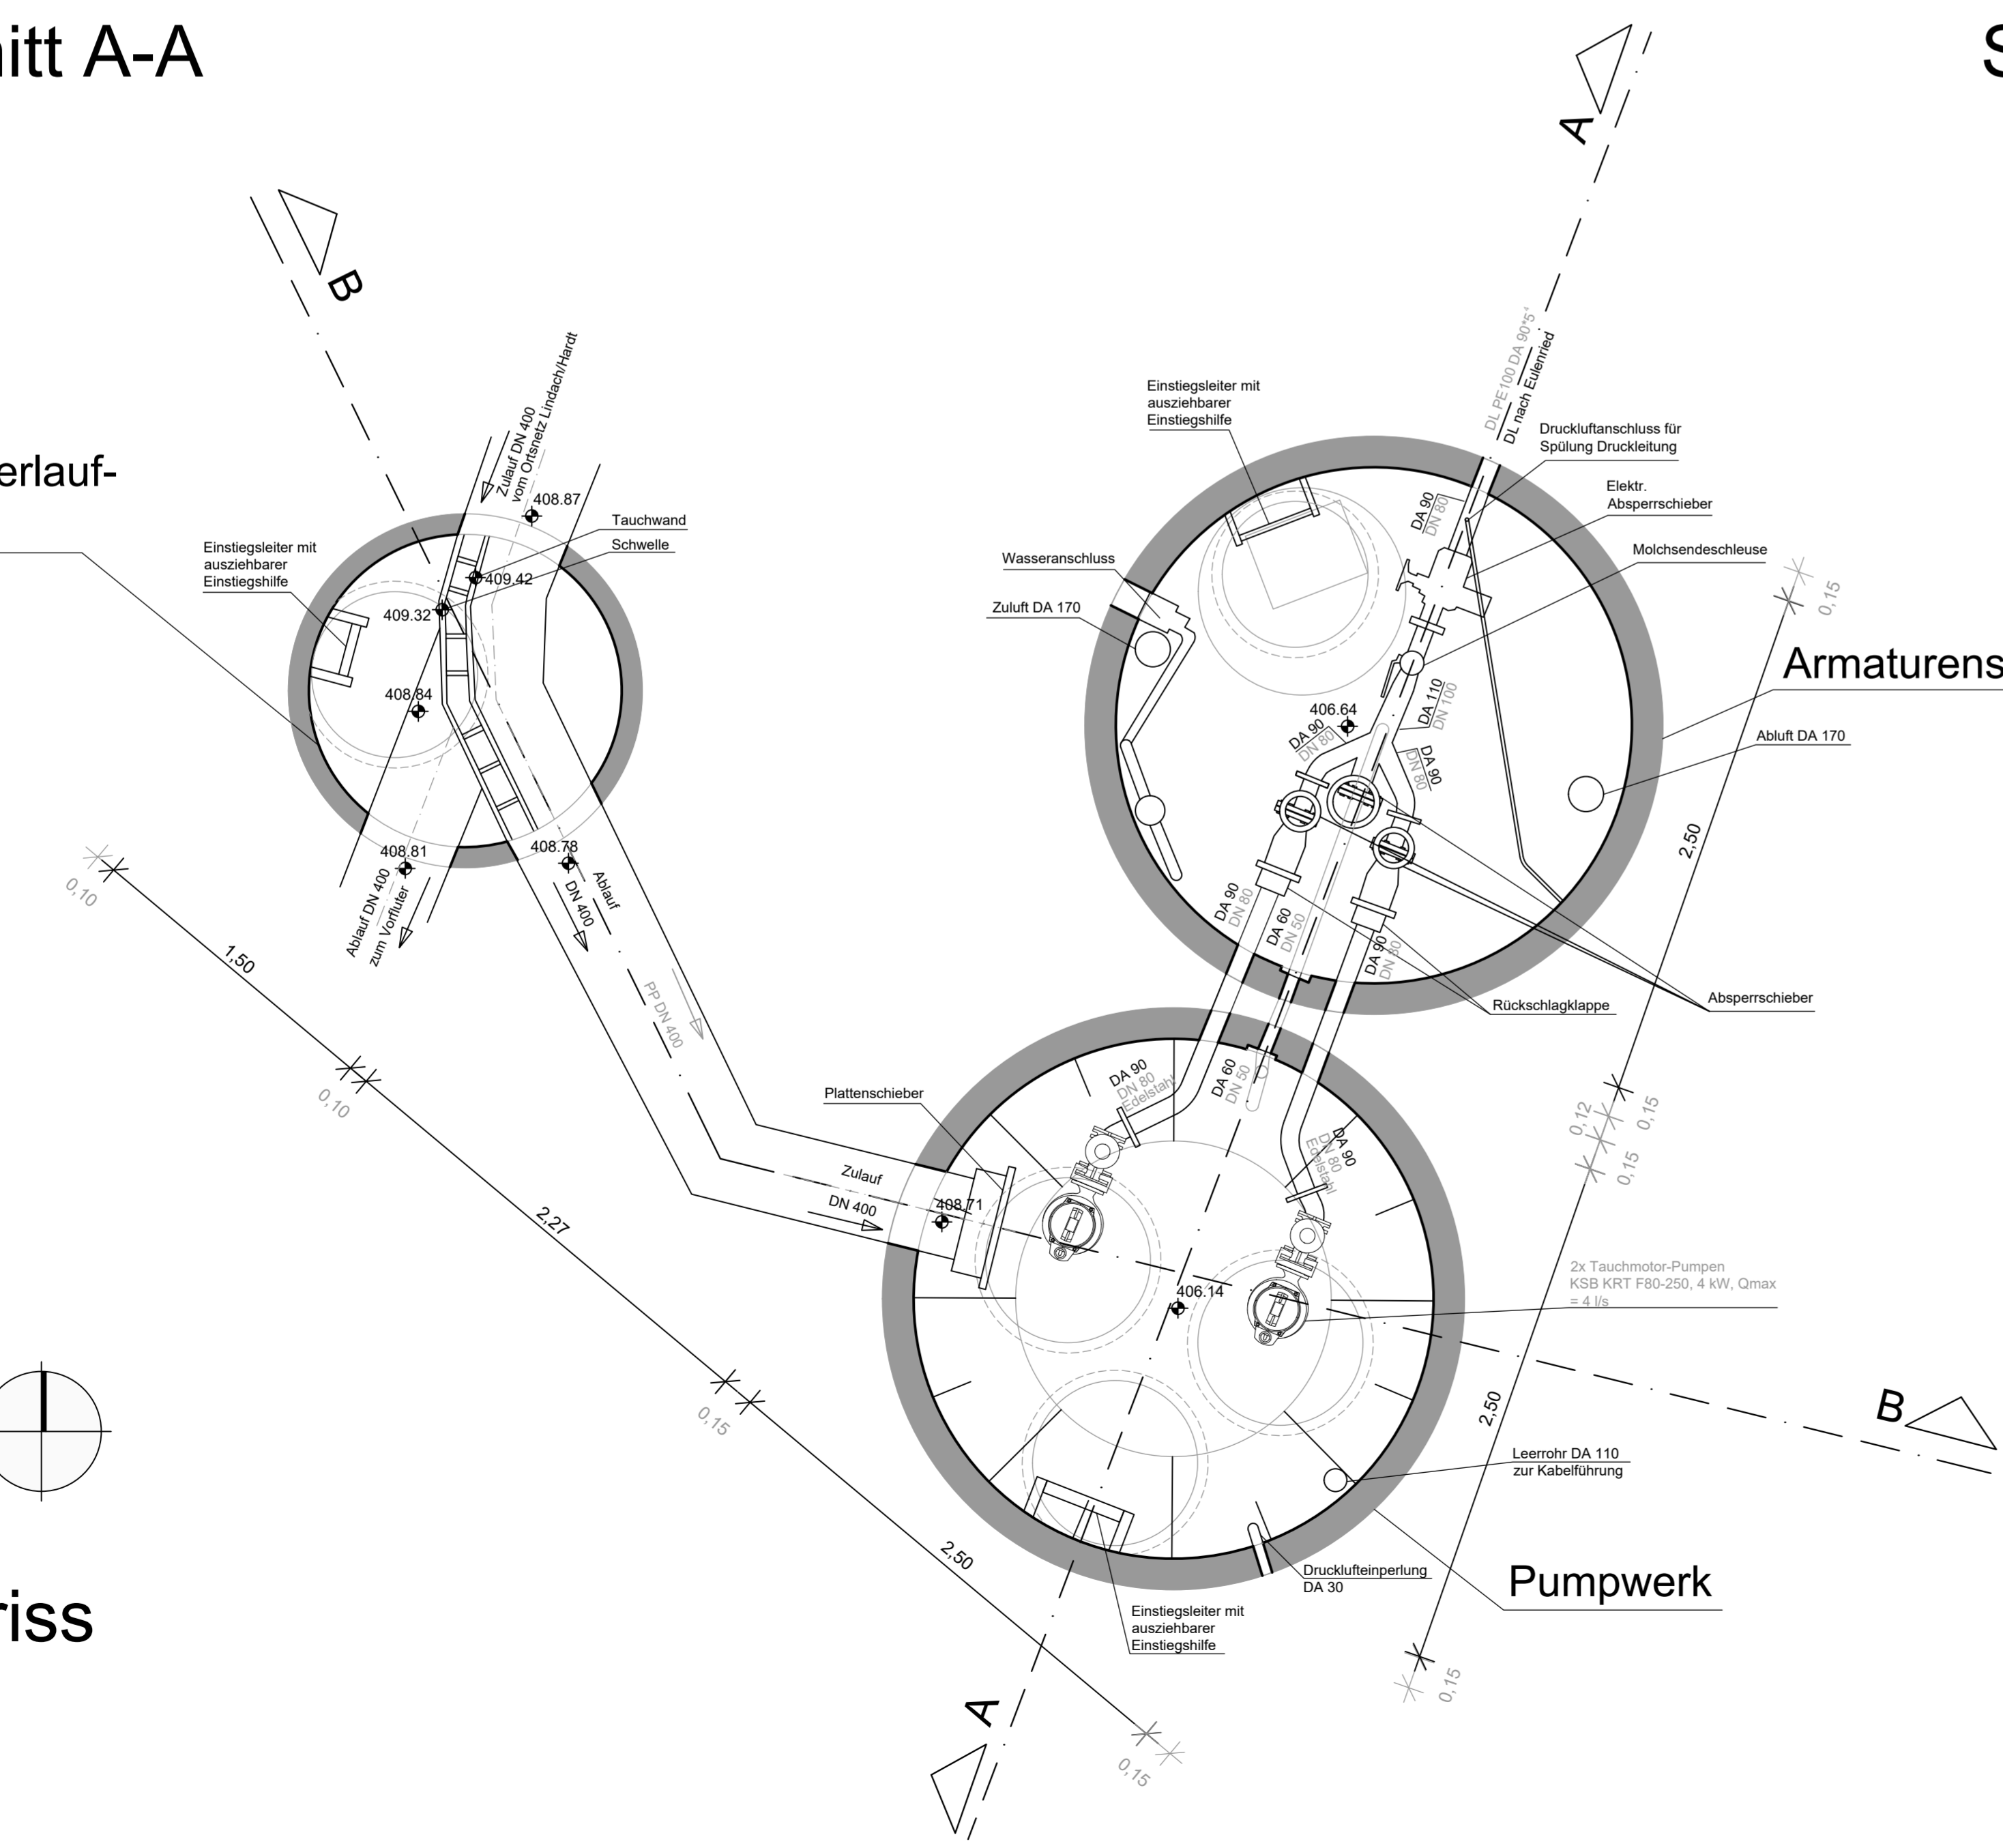 nitt A-A
S
A
B
erlauf-
Einstiegsleiter mit
ausziehbarer
Einstiegshilfe
Zulauf DN 400
vom Ortsnetz Lindach/Hardt
408.87
Tauchwand
Schwelle
409.42
409.32
408.84
408.81
408.78
Ablauf DN 400
zum Vorfluter
Ablauf
DN 400
PP DN 400
0,10
1,50
0,10
2,27
0,15
2,50
0,15
Einstiegsleiter mit
ausziehbarer
Einstiegshilfe
DL PE100 DA 90*5
DL nach Eulenried
Druckluftanschluss für
Spülung Druckleitung
Elektr.
Absperrschieber
Molchsendeschleuse
Wasseranschluss
Zuluft DA 170
DA 90
DN 80
DA 110
DN 100
406.64
DA 90
DN 80
DA 90
DN 80
Armaturens
Abluft DA 170
0,15
2,50
DA 90
DN 80
DA 60
DN 50
DA 90
DN 80
Rückschlagklappe
Absperrschieber
0,12
0,15
0,15
Plattenschieber
DA 90
DN 80
Edelstahl
DA 60
DN 50
DA 90
DN 80
Edelstahl
Zulauf
DN 400
408.71
406.14
2x Tauchmotor-Pumpen
KSB KRT F80-250, 4 kW, Qmax
= 4 l/s
B
2,50
Leerrohr DA 110
zur Kabelführung
Drucklufteinperlung
DA 30
Pumpwerk
Einstiegsleiter mit
ausziehbarer
Einstiegshilfe
0,15
riss
A